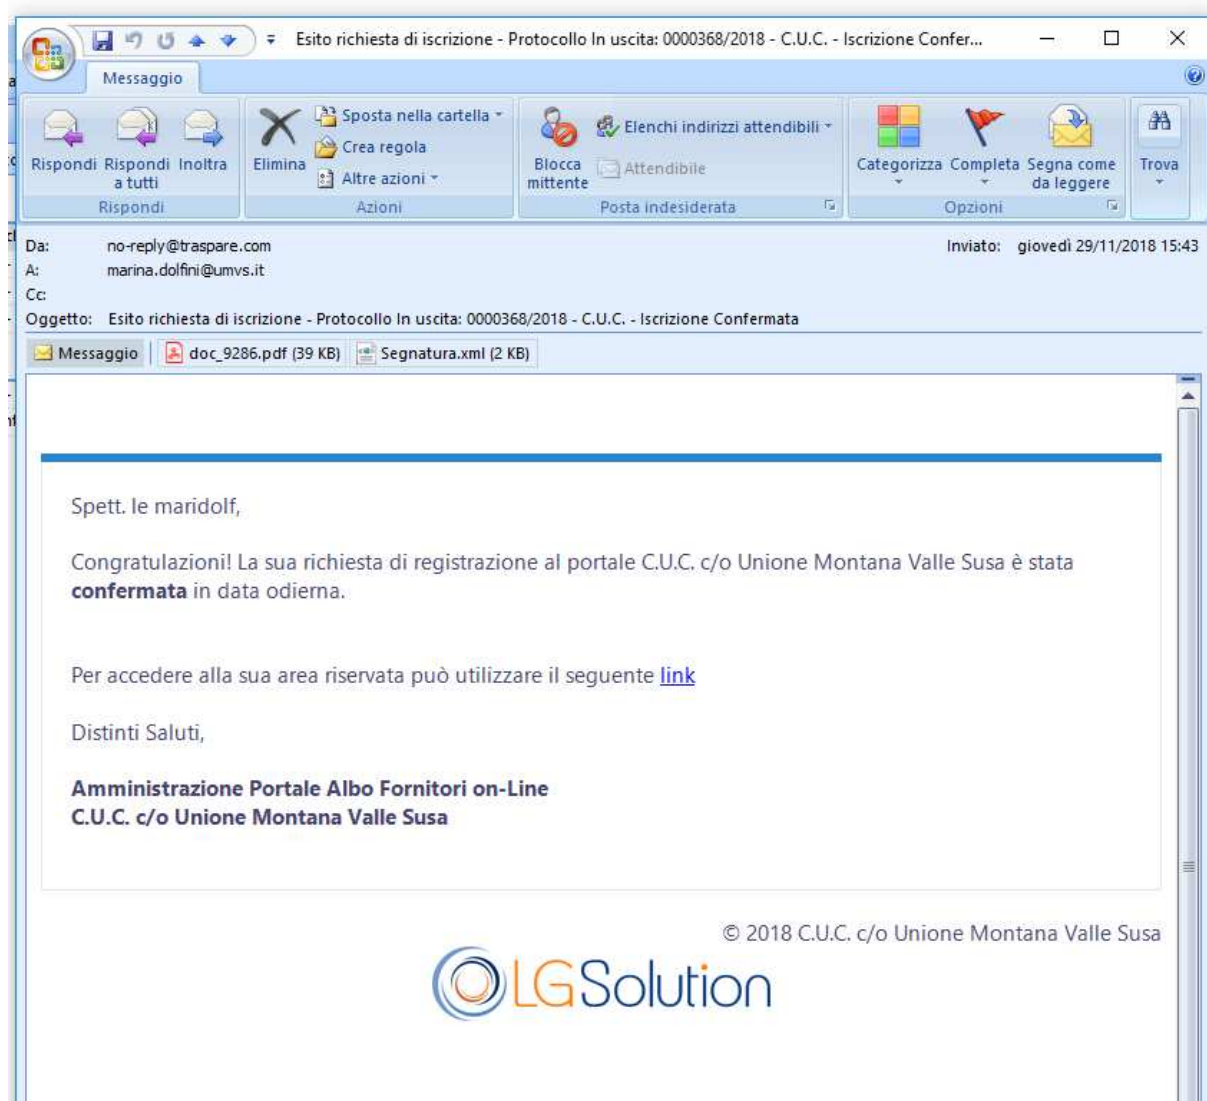 Esito richiesta di iscrizione - Protocollo In uscita: 0000368/2018 - C.U.C. - Iscrizione Confer...
Messaggio
Rispondi
Rispondi a tutti
Inoltra
Rispondi
Elimina
Sposta nella cartella
Crea regola
Altre azioni
Azioni
Blocca mittente
Elenchi indirizzi attendibili
Attendibile
Posta indesiderata
Categorizza
Completa
Segna come da leggere
Opzioni
Trova
Da: no-reply@traspare.com
Inviato: giovedì 29/11/2018 15:43
A: marina.dolfini@umvs.it
Cc:
Oggetto: Esito richiesta di iscrizione - Protocollo In uscita: 0000368/2018 - C.U.C. - Iscrizione Confermata
Messaggio doc_9286.pdf (39 KB) Segnatura.xml (2 KB)
Spett. le maridolf,
Congratulazioni! La sua richiesta di registrazione al portale C.U.C. c/o Unione Montana Valle Susa è stata
confermata in data odierna.
Per accedere alla sua area riservata può utilizzare il seguente link
Distinti Saluti,
Amministrazione Portale Albo Fornitori on-Line
C.U.C. c/o Unione Montana Valle Susa
© 2018 C.U.C. c/o Unione Montana Valle Susa
LGSolution